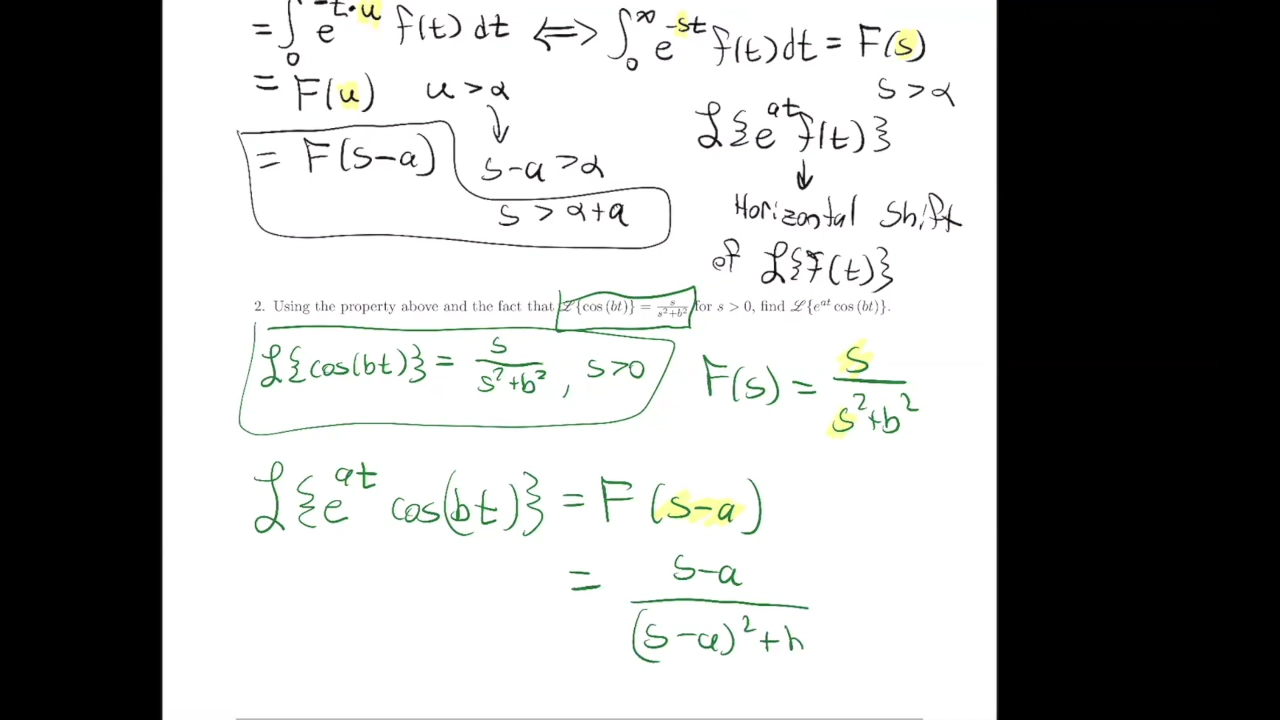 = ∫₀ e^{-t·u} f(t) dt ⟺ ∫₀^∞ e^{-st} f(t) dt = F(s)
= F(u) u > α s > α
↓ ℒ{e^{at} f(t)}
= F(s-a) s-a > α ↓
s > α+a Horizontal Shift
of ℒ{f(t)}
2. Using the property above and the fact that ℒ{cos (bt)} = s/(s²+b²) for s > 0, find ℒ{e^{at} cos (bt)}.
ℒ{cos(bt)} = s/(s²+b²), s>0 F(s) = s/(s²+b²)
ℒ{e^{at} cos(bt)} = F(s-a)
= (s-a)/((s-a)²+h